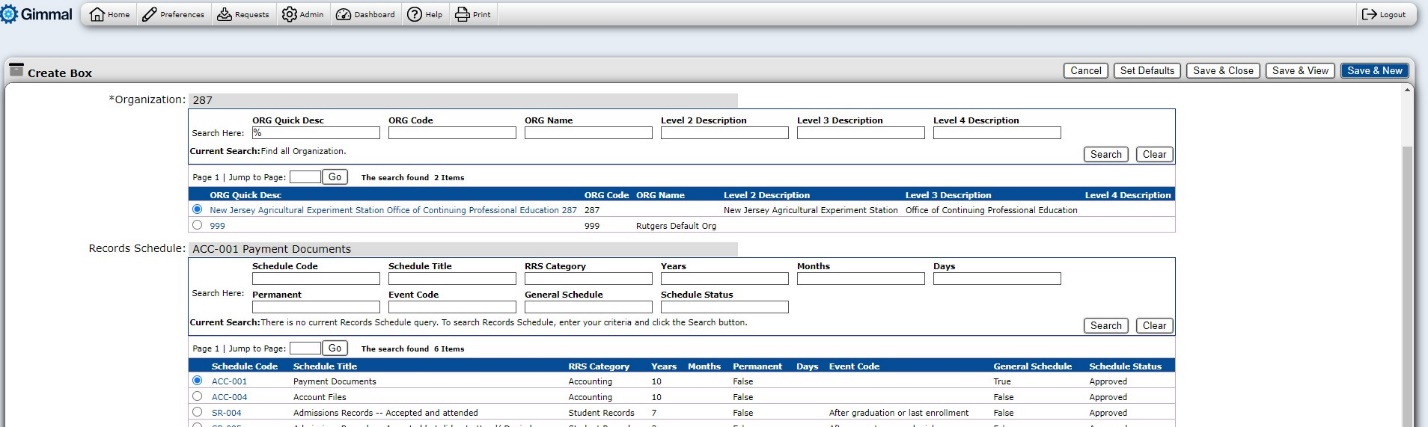 Gimmal Home Preferences Requests Admin Dashboard Help Print Logout
Create Box Cancel Set Defaults Save & Close Save & View Save & New
*Organization: 287
ORG Quick Desc ORG Code ORG Name Level 2 Description Level 3 Description Level 4 Description
Search Here: %
Current Search:Find all Organization. Search Clear
Page 1 | Jump to Page: Go The search found 2 Items
ORG Quick Desc ORG Code ORG Name Level 2 Description Level 3 Description Level 4 Description
New Jersey Agricultural Experiment Station Office of Continuing Professional Education 287 287 New Jersey Agricultural Experiment Station Office of Continuing Professional Education
999 999 Rutgers Default Org
Records Schedule: ACC-001 Payment Documents
Schedule Code Schedule Title RRS Category Years Months Days
Search Here: Permanent Event Code General Schedule Schedule Status
Current Search:There is no current Records Schedule query. To search Records Schedule, enter your criteria and click the Search button. Search Clear
Page 1 | Jump to Page: Go The search found 6 Items
Schedule Code Schedule Title RRS Category Years Months Permanent Days Event Code General Schedule Schedule Status
ACC-001 Payment Documents Accounting 10 False True Approved
ACC-004 Account Files Accounting 10 False False Approved
SR-004 Admissions Records -- Accepted and attended Student Records 7 False After graduation or last enrollment False Approved